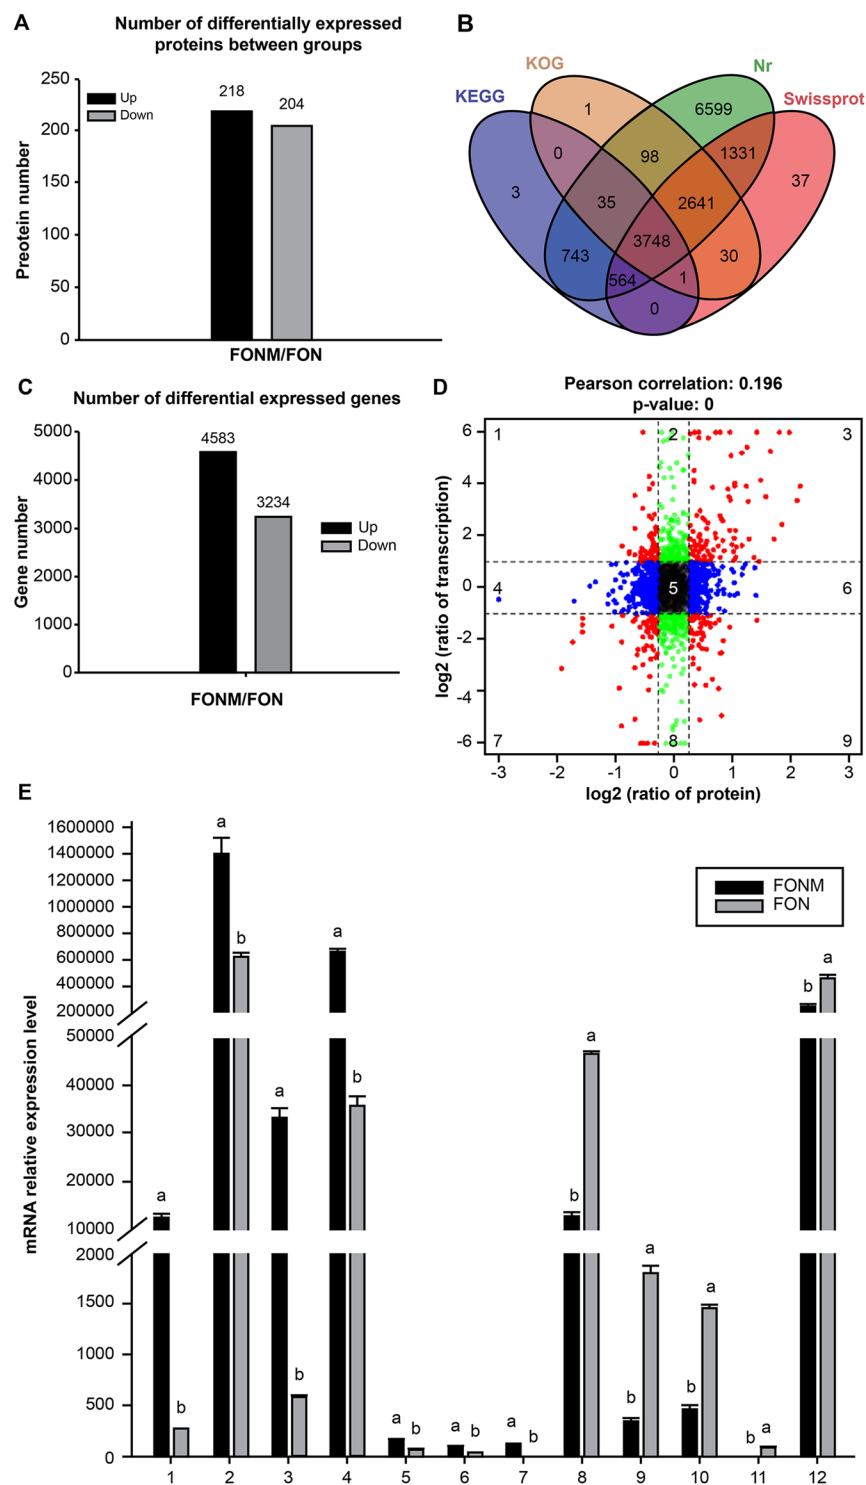 A
Number of differentially expressed
proteins between groups
250
200
150
100
50
0
Preotein number
Up
Down
218
204
FONM/FON
B
KEGG
KOG
Nr
Swissprot
1
6599
0
98
1331
3
35
2641
37
3748
743
30
564
1
0
C
Number of differential expressed genes
5000
4000
3000
2000
1000
0
Gene number
4583
3234
Up
Down
FONM/FON
D
Pearson correlation: 0.196
p-value: 0
6
4
2
0
-2
-4
-6
log2 (ratio of transcription)
1
2
3
4
5
6
7
8
9
-3
-2
-1
0
1
2
3
log2 (ratio of protein)
E
1600000
1400000
1200000
1000000
800000
600000
400000
200000
50000
40000
30000
20000
10000
2000
1500
1000
500
0
mRNA relative expression level
FONM
FON
a
b
a
b
a
b
a
b
a
b
a
b
a
b
b
a
b
a
b
a
b
a
b
a
1
2
3
4
5
6
7
8
9
10
11
12